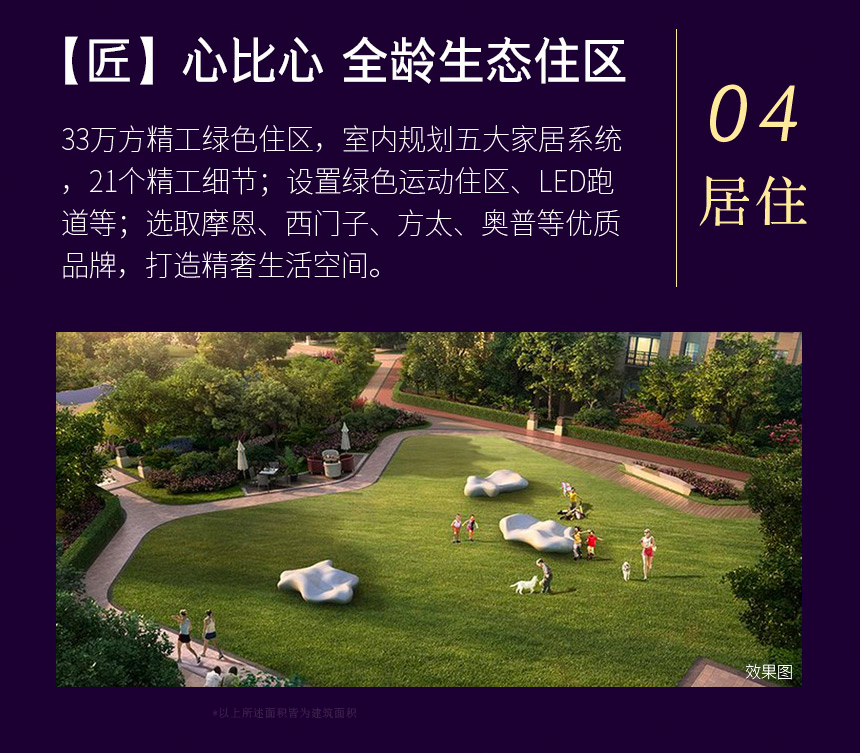 【匠】心比心 全龄生态住区
33万方精工绿色住区，室内规划五大家居系统
，21个精工细节；设置绿色运动住区、LED跑
道等；选取摩恩、西门子、方太、奥普等优质
品牌，打造精奢生活空间。
04
居住
效果图
*以上所述面积皆为建筑面积